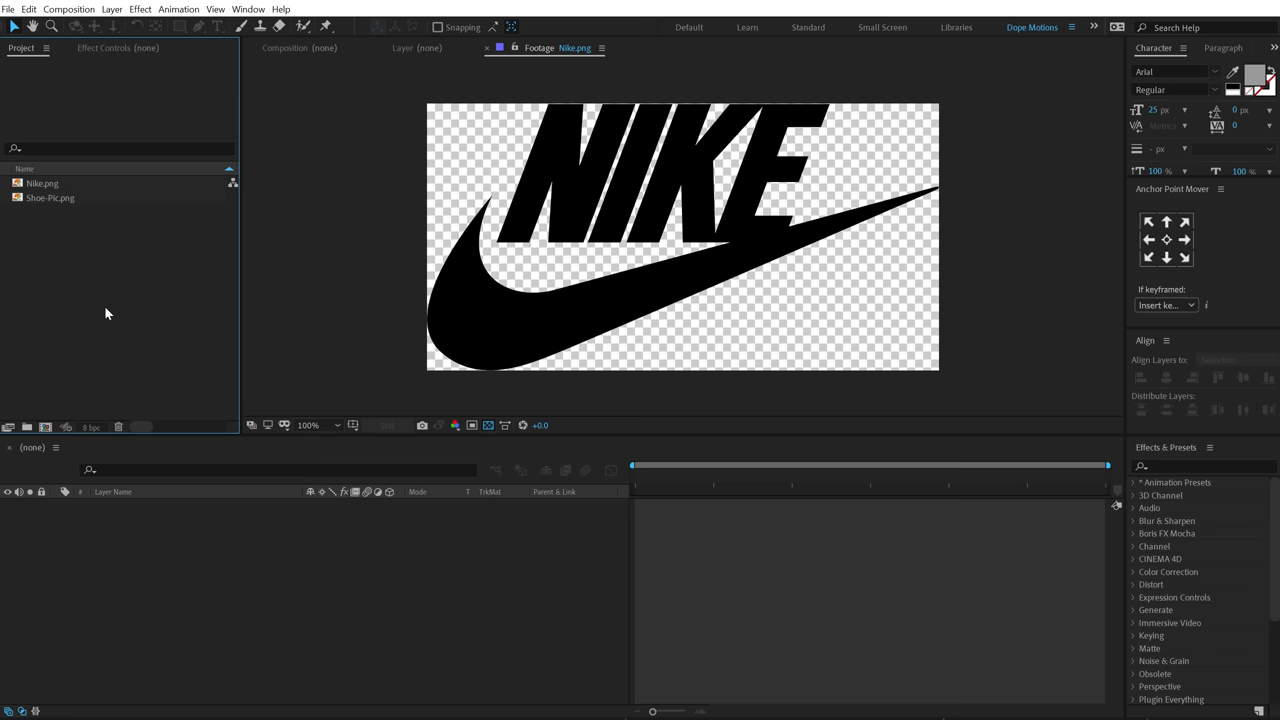 File Edit Composition Layer Effect Animation View Window Help
Snapping
Default Learn Standard Small Screen Libraries Dope Motions Search Help
Project Effect Controls (none)
Composition (none) Layer (none) × Footage Nike.png
Character Paragraph
Arial
Regular
25 px 0 px
Metrics 0
- px
100 % 100 %
Name
Nike.png
Shoe-Pic.png
NIKE
Anchor Point Mover
If keyframed:
Insert ke...
Align
Align Layers to: Selection
Distribute Layers:
8 bpc
100% +0.0
× (none)
# Layer Name Mode T TrkMat Parent & Link
Effects & Presets
* Animation Presets
3D Channel
Audio
Blur & Sharpen
Boris FX Mocha
Channel
CINEMA 4D
Color Correction
Distort
Expression Controls
Generate
Immersive Video
Keying
Matte
Noise & Grain
Obsolete
Perspective
Plugin Everything